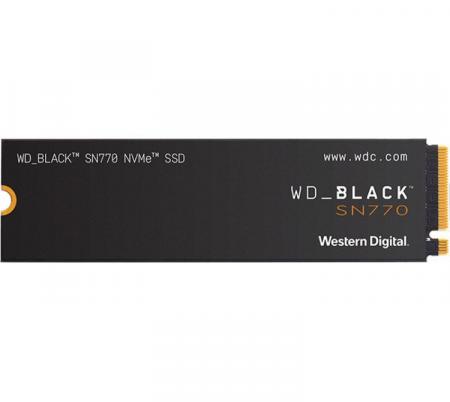 WD_BLACK™ SN770 NVMe™ SSD
www.wdc.com
WD_BLACK™
SN770
Western Digital.